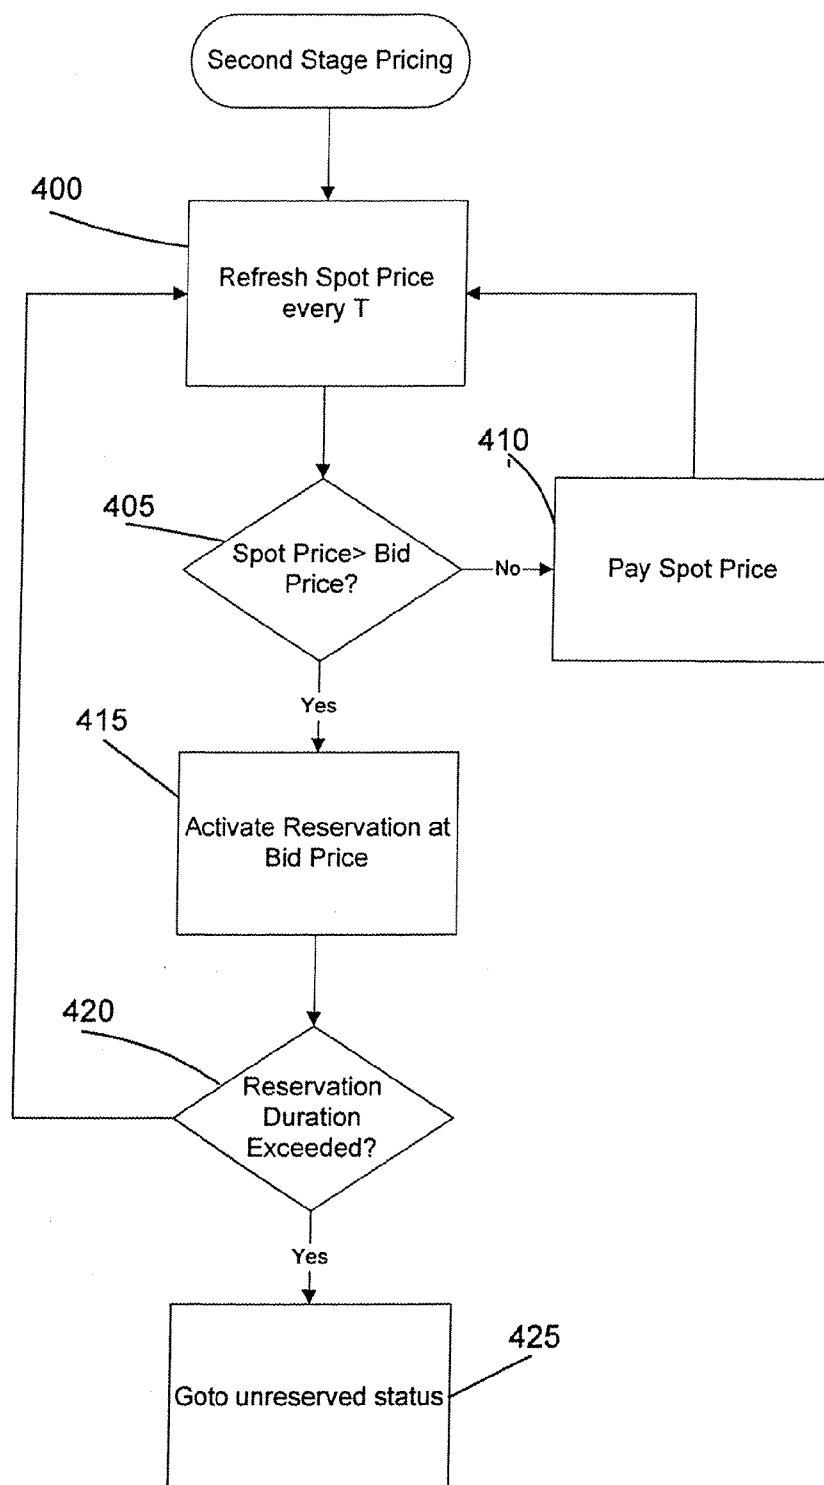 Second Stage Pricing
400
Refresh Spot Price
every T
410
405
Spot Price> Bid
Price?
No
Pay Spot Price
Yes
415
Activate Reservation at
Bid Price
420
Reservation
Duration
Exceeded?
Yes
425
Goto unreserved status